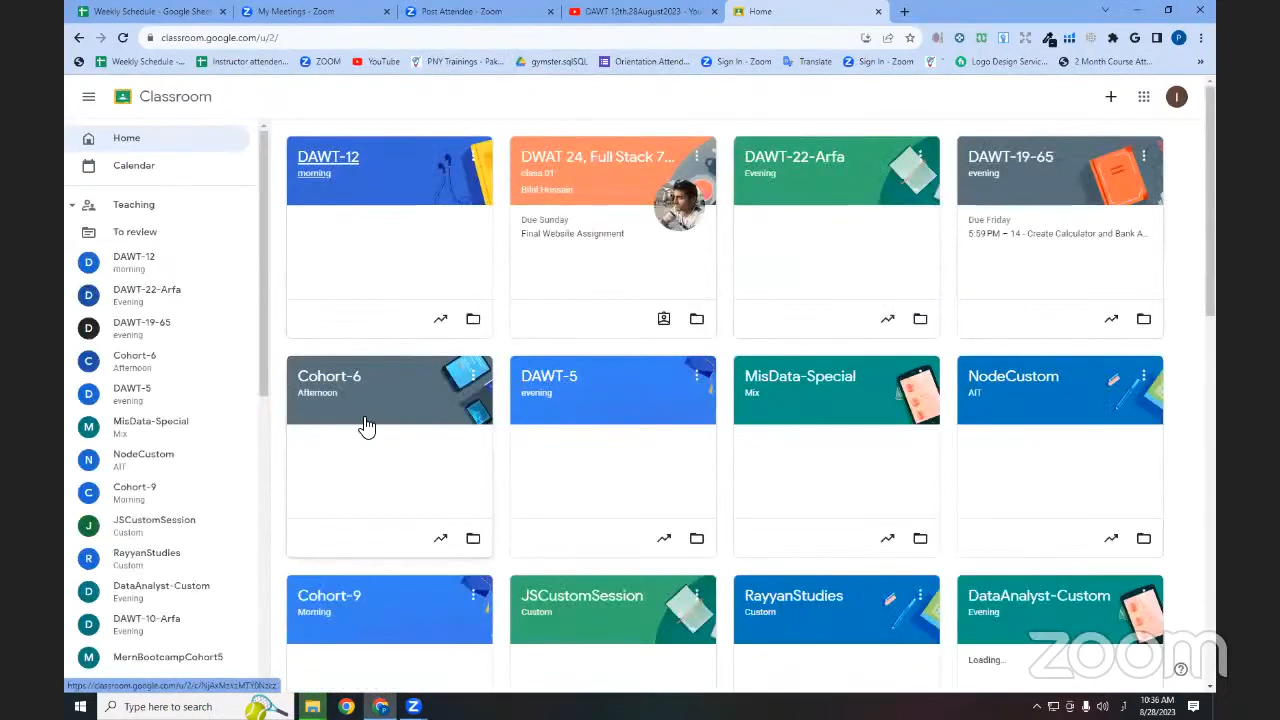 Weekly Schedule - Google Sheets
My Meetings - Zoom
Post Attendee - Zoom
DAWT 12th.28August2023 - YouT
Home
classroom.google.com/u/2/
Weekly Schedule -...
Instructor attenden...
ZOOM
YouTube
PNY Trainings - Pak...
gymster.sqlSQL
Orientation Attend...
Sign In - Zoom
Translate
Sign In - Zoom
Logo Design Servic...
2 Month Course Att...
Classroom
Home
Calendar
Teaching
To review
D DAWT-12
morning
D DAWT-22-Arfa
Evening
D DAWT-19-65
evening
C Cohort-6
Afternoon
D DAWT-5
evening
M MisData-Special
Mix
N NodeCustom
AIT
C Cohort-9
Morning
J JSCustomSession
Custom
R RayyanStudies
Custom
D DataAnalyst-Custom
Evening
D DAWT-10-Arfa
Evening
M MernBootcampCohort5
DAWT-12
morning
DWAT 24, Full Stack 7...
class 01
Bilal Hussain
Due Sunday
Final Website Assignment
DAWT-22-Arfa
Evening
DAWT-19-65
evening
Due Friday
5:59 PM – 14 - Create Calculator and Bank A...
Cohort-6
Afternoon
DAWT-5
evening
MisData-Special
Mix
NodeCustom
AIT
Cohort-9
Morning
JSCustomSession
Custom
RayyanStudies
Custom
DataAnalyst-Custom
Evening
Loading...
zoom
Type here to search
10:36 AM
8/28/2023